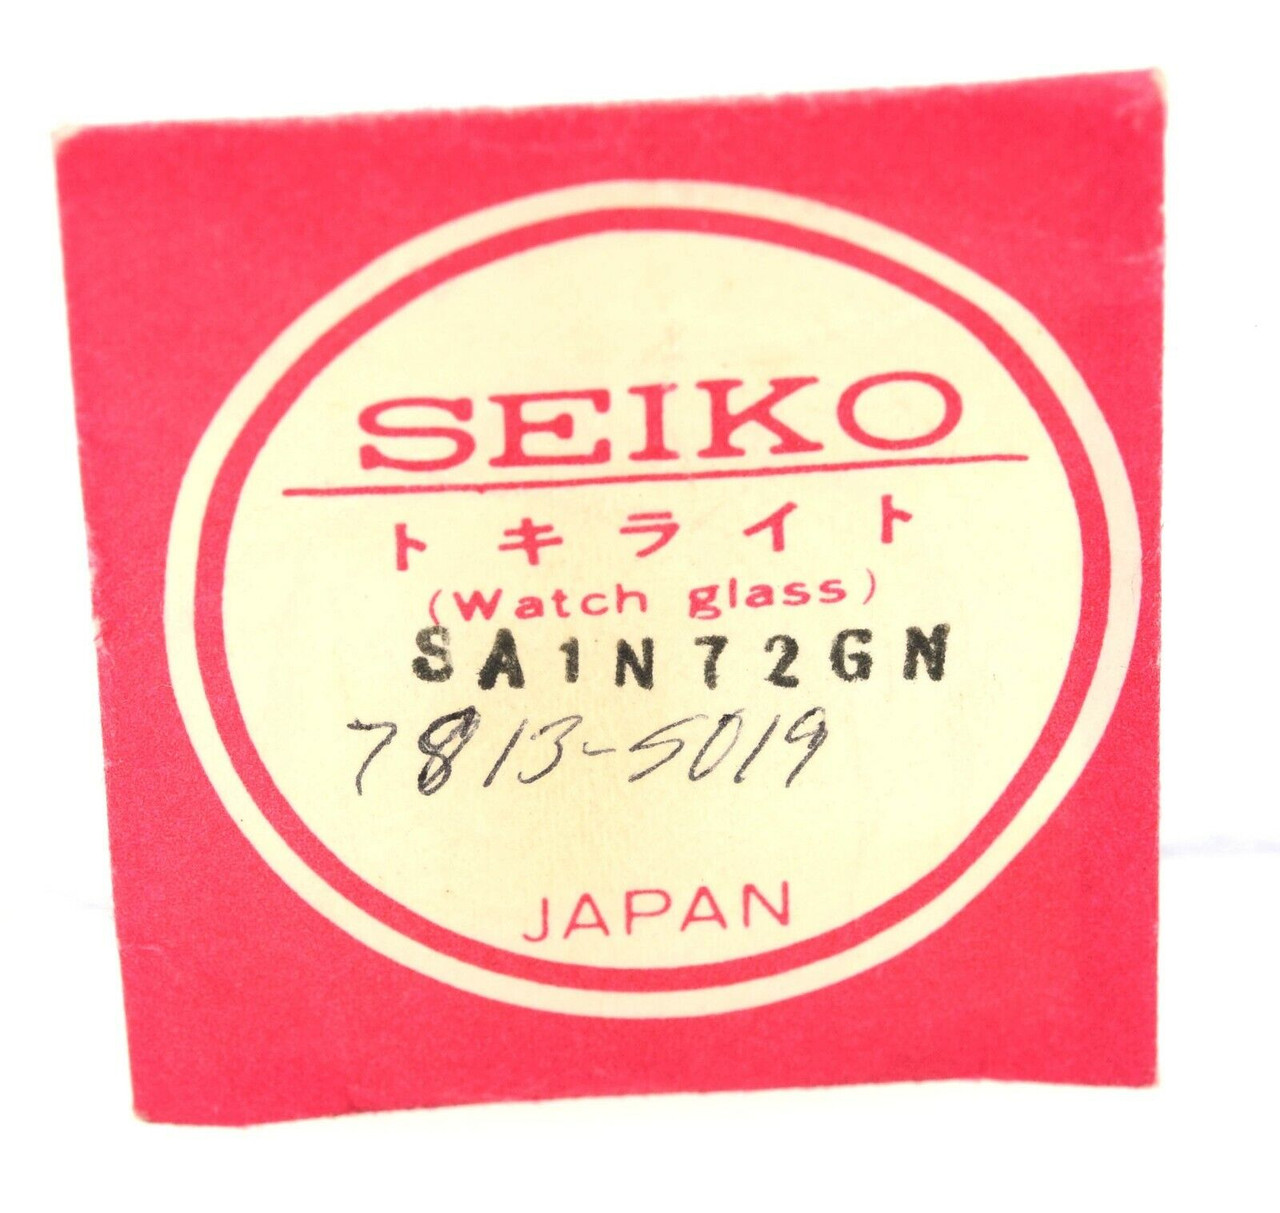 SEIKO
トキライト
(Watch glass)
SA1N72GN
7813-5019
JAPAN